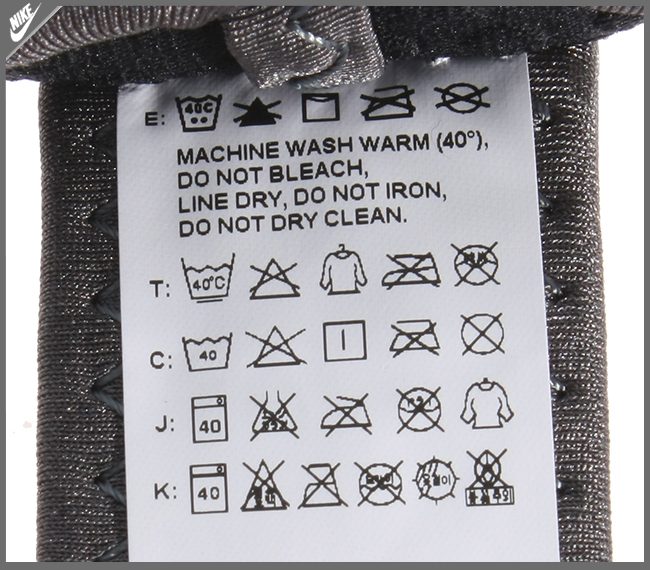 NIKE
E: 40C
MACHINE WASH WARM (40°),
DO NOT BLEACH,
LINE DRY, DO NOT IRON,
DO NOT DRY CLEAN.
T: 40°C
C: 40
J: 40
K: 40